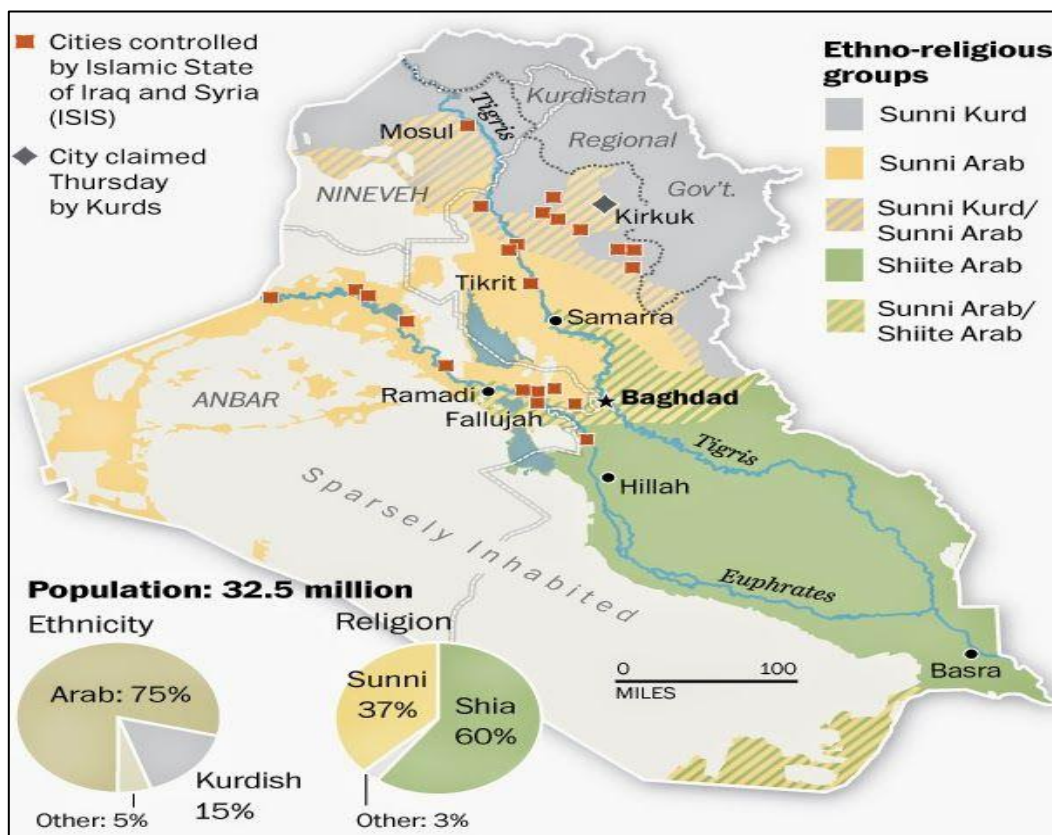 Cities controlled
by Islamic State
of Iraq and Syria
(ISIS)
City claimed
Thursday
by Kurds
Ethno-religious
groups
Sunni Kurd
Sunni Arab
Sunni Kurd/
Sunni Arab
Shiite Arab
Sunni Arab/
Shiite Arab
Tigris
Kurdistan
Regional
Gov't.
Mosul
NINEVEH
Kirkuk
Tikrit
Samarra
ANBAR
Ramadi
Fallujah
Baghdad
Tigris
Hillah
Sparsely Inhabited
Euphrates
Basra
0 100
MILES
Population: 32.5 million
Ethnicity
Arab: 75%
Kurdish
15%
Other: 5%
Religion
Sunni
37%
Shia
60%
Other: 3%